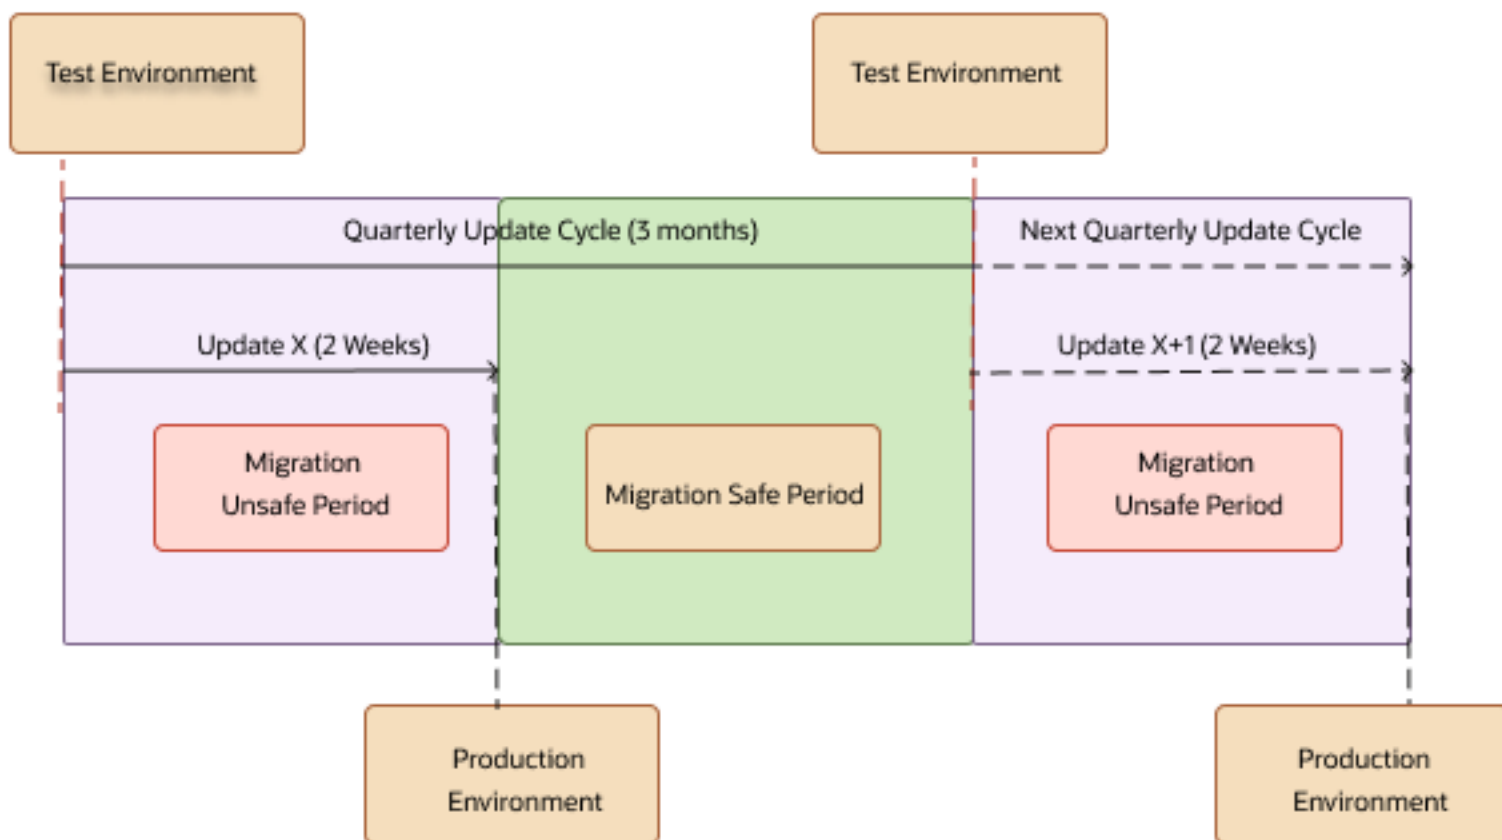 Test Environment
Test Environment
Quarterly Update Cycle (3 months)
Next Quarterly Update Cycle
Update X (2 Weeks)
Update X+1 (2 Weeks)
Migration
Unsafe Period
Migration Safe Period
Migration
Unsafe Period
Production
Environment
Production
Environment